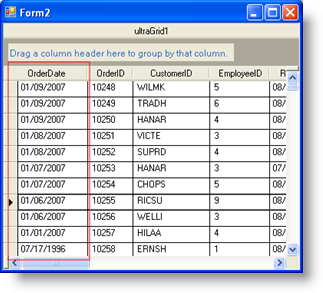 Form2
ultraGrid1
Drag a column header here to group by that column.
OrderDate OrderID CustomerID EmployeeID R
01/09/2007 10248 WILMK 5 08/
01/09/2007 10249 TRADH 6 08/
01/09/2007 10250 HANAR 4 08/
01/08/2007 10251 VICTE 3 08/
01/08/2007 10252 SUPRD 4 08/
01/07/2007 10253 HANAR 3 07/
01/07/2007 10254 CHOPS 5 08/
01/06/2007 10255 RICSU 9 08/
01/06/2007 10256 WELLI 3 08/
01/01/2007 10257 HILAA 4 08/
07/17/1996 10258 ERNSH 1 08/